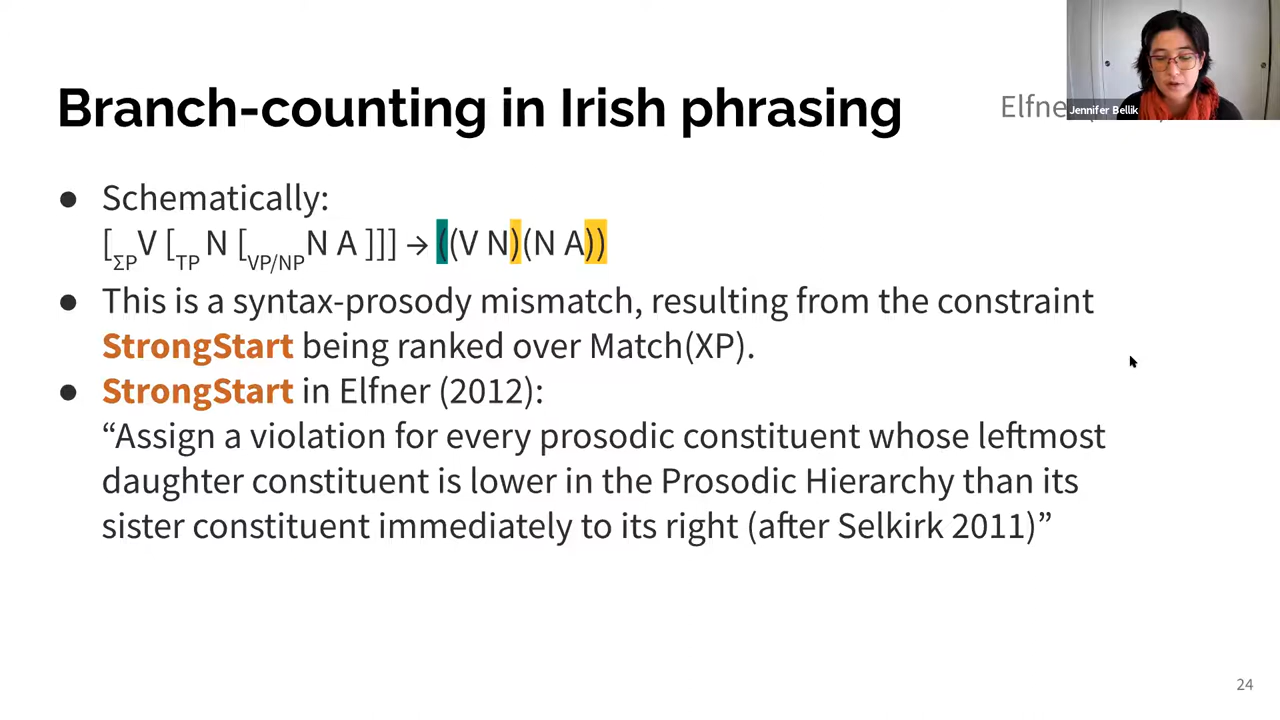 Branch-counting in Irish phrasing
Jennifer Bellik
● Schematically:
[ΣP V [TP N [VP/NP N A ]]] → ((V N)(N A))
● This is a syntax-prosody mismatch, resulting from the constraint
StrongStart being ranked over Match(XP).
● StrongStart in Elfner (2012):
“Assign a violation for every prosodic constituent whose leftmost
daughter constituent is lower in the Prosodic Hierarchy than its
sister constituent immediately to its right (after Selkirk 2011)”
24